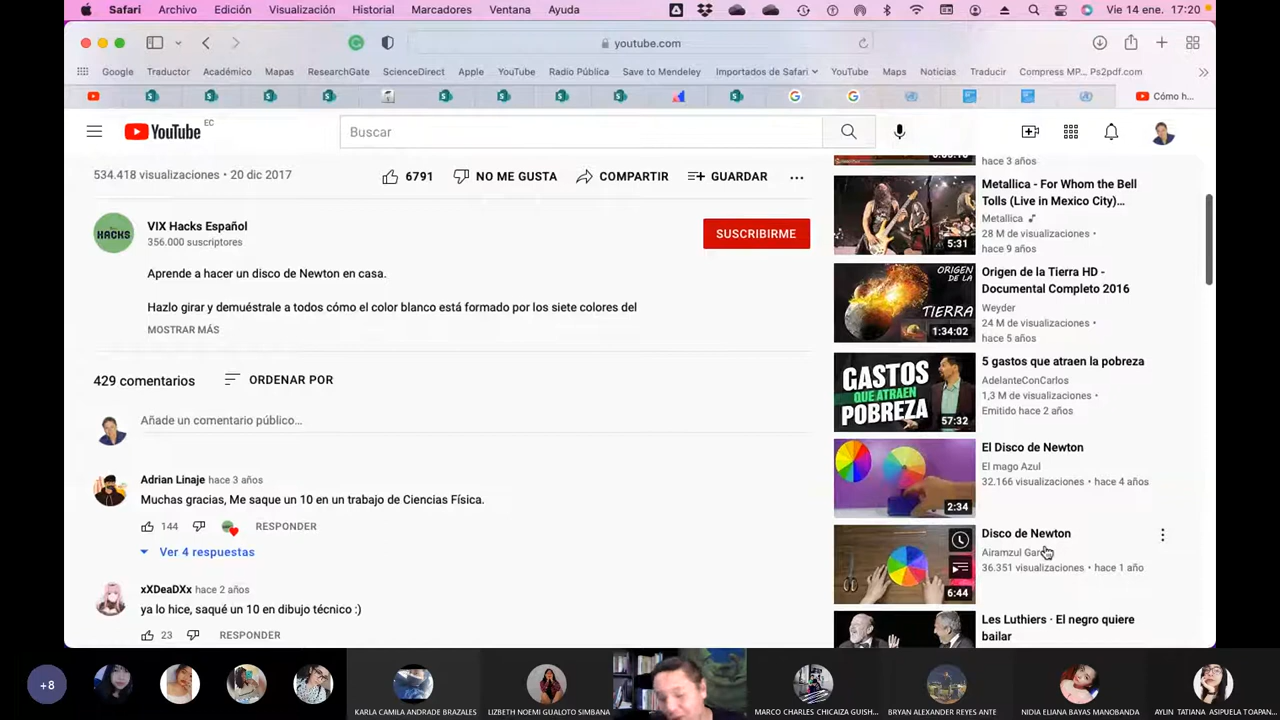 Safari Archivo Edición Visualización Historial Marcadores Ventana Ayuda Vie 14 ene. 17:20
youtube.com
Google Traductor Académico Mapas ResearchGate ScienceDirect Apple YouTube Radio Pública Save to Mendeley Importados de Safari YouTube Maps Noticias Traducir Compress MP... Ps2pdf.com
Cómo h...
YouTube EC
Buscar
534.418 visualizaciones • 20 dic 2017
6791 NO ME GUSTA COMPARTIR GUARDAR
HACKS
VIX Hacks Español
356.000 suscriptores
SUSCRIBIRME
Aprende a hacer un disco de Newton en casa.
Hazlo girar y demuéstrale a todos cómo el color blanco está formado por los siete colores del
MOSTRAR MÁS
429 comentarios ORDENAR POR
Añade un comentario público...
Adrian Linaje hace 3 años
Muchas gracias, Me saque un 10 en un trabajo de Ciencias Física.
144 RESPONDER
Ver 4 respuestas
xXDeaDXx hace 2 años
ya lo hice, saqué un 10 en dibujo técnico :)
23 RESPONDER
hace 3 años
5:31
Metallica - For Whom the Bell
Tolls (Live in Mexico City)...
Metallica
28 M de visualizaciones •
hace 9 años
ORIGEN
DE LA
TIERRA
1:34:02
Origen de la Tierra HD -
Documental Completo 2016
Weyder
24 M de visualizaciones •
hace 5 años
GASTOS
QUE ATRAEN
POBREZA
57:32
5 gastos que atraen la pobreza
AdelanteConCarlos
1,3 M de visualizaciones •
Emitido hace 2 años
2:34
El Disco de Newton
El mago Azul
32.166 visualizaciones • hace 4 años
6:44
Disco de Newton
Airamzul
36.351 visualizaciones • hace 1 año
Les Luthiers · El negro quiere
bailar
+8
KARLA CAMILA ANDRADE BRAZALES
LIZBETH NOEMI GUALOTO SIMBANA
MARCO CHARLES CHICAIZA GUISH...
BRYAN ALEXANDER REYES ANTE
NIDIA ELIANA BAYAS MANOBANDA
AYLIN TATIANA ASIPUELA TOAPAN...